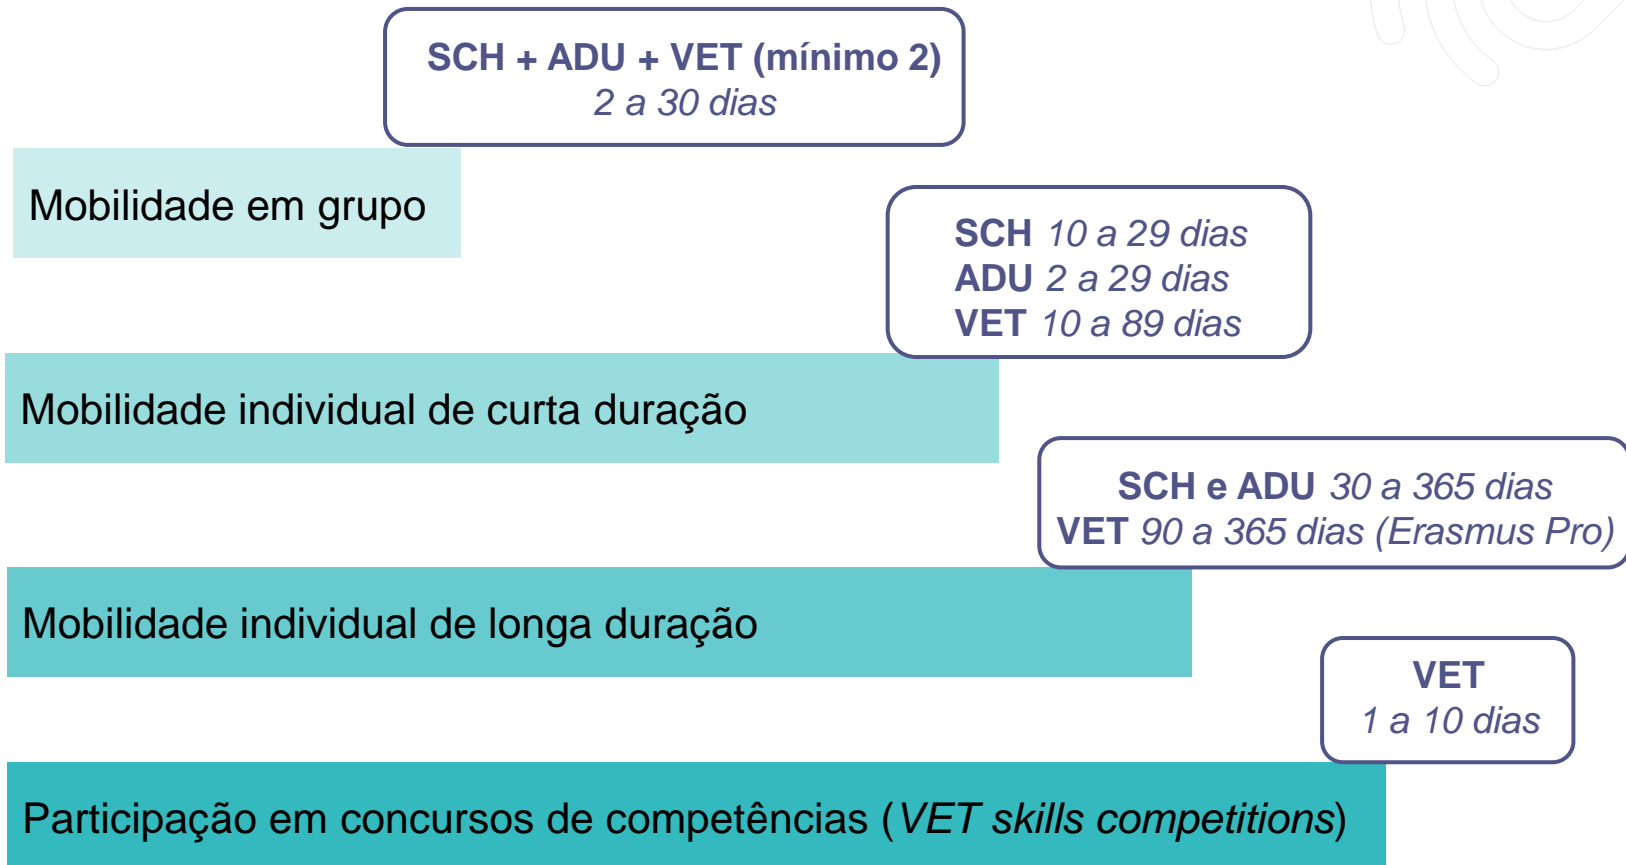 SCH + ADU + VET (mínimo 2)
2 a 30 dias
Mobilidade em grupo
SCH 10 a 29 dias
ADU 2 a 29 dias
VET 10 a 89 dias
Mobilidade individual de curta duração
SCH e ADU 30 a 365 dias
VET 90 a 365 dias (Erasmus Pro)
Mobilidade individual de longa duração
VET
1 a 10 dias
Participação em concursos de competências (VET skills competitions)